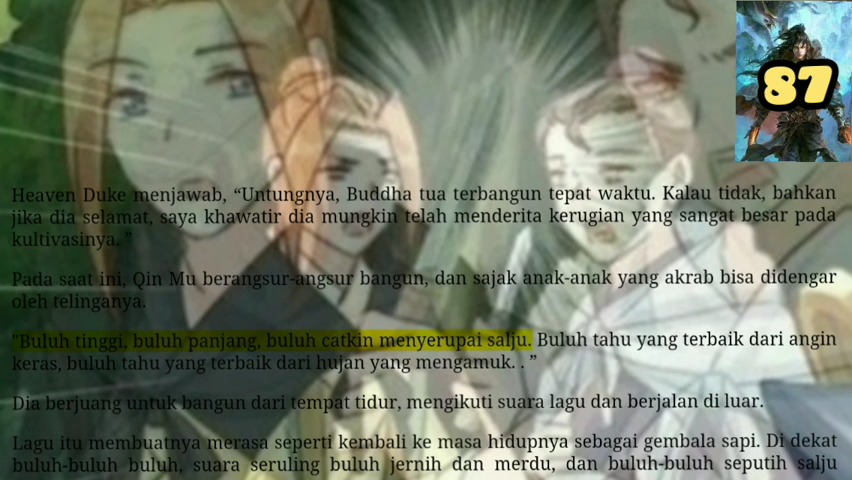 87
Heaven Duke menjawab, “Untungnya, Buddha tua terbangun tepat waktu. Kalau tidak, bahkan
jika dia selamat, saya khawatir dia mungkin telah menderita kerugian yang sangat besar pada
kultivasinya. ”
Pada saat ini, Qin Mu berangsur-angsur bangun, dan sajak anak-anak yang akrab bisa didengar
oleh telinganya.
"Buluh tinggi, buluh panjang, buluh catkin menyerupai salju. Buluh tahu yang terbaik dari angin
keras, buluh tahu yang terbaik dari hujan yang mengamuk. . ”
Dia berjuang untuk bangun dari tempat tidur, mengikuti suara lagu dan berjalan di luar.
Lagu itu membuatnya merasa seperti kembali ke masa hidupnya sebagai gembala sapi. Di dekat
buluh-buluh buluh, suara seruling buluh jernih dan merdu, dan buluh-buluh seputih salju